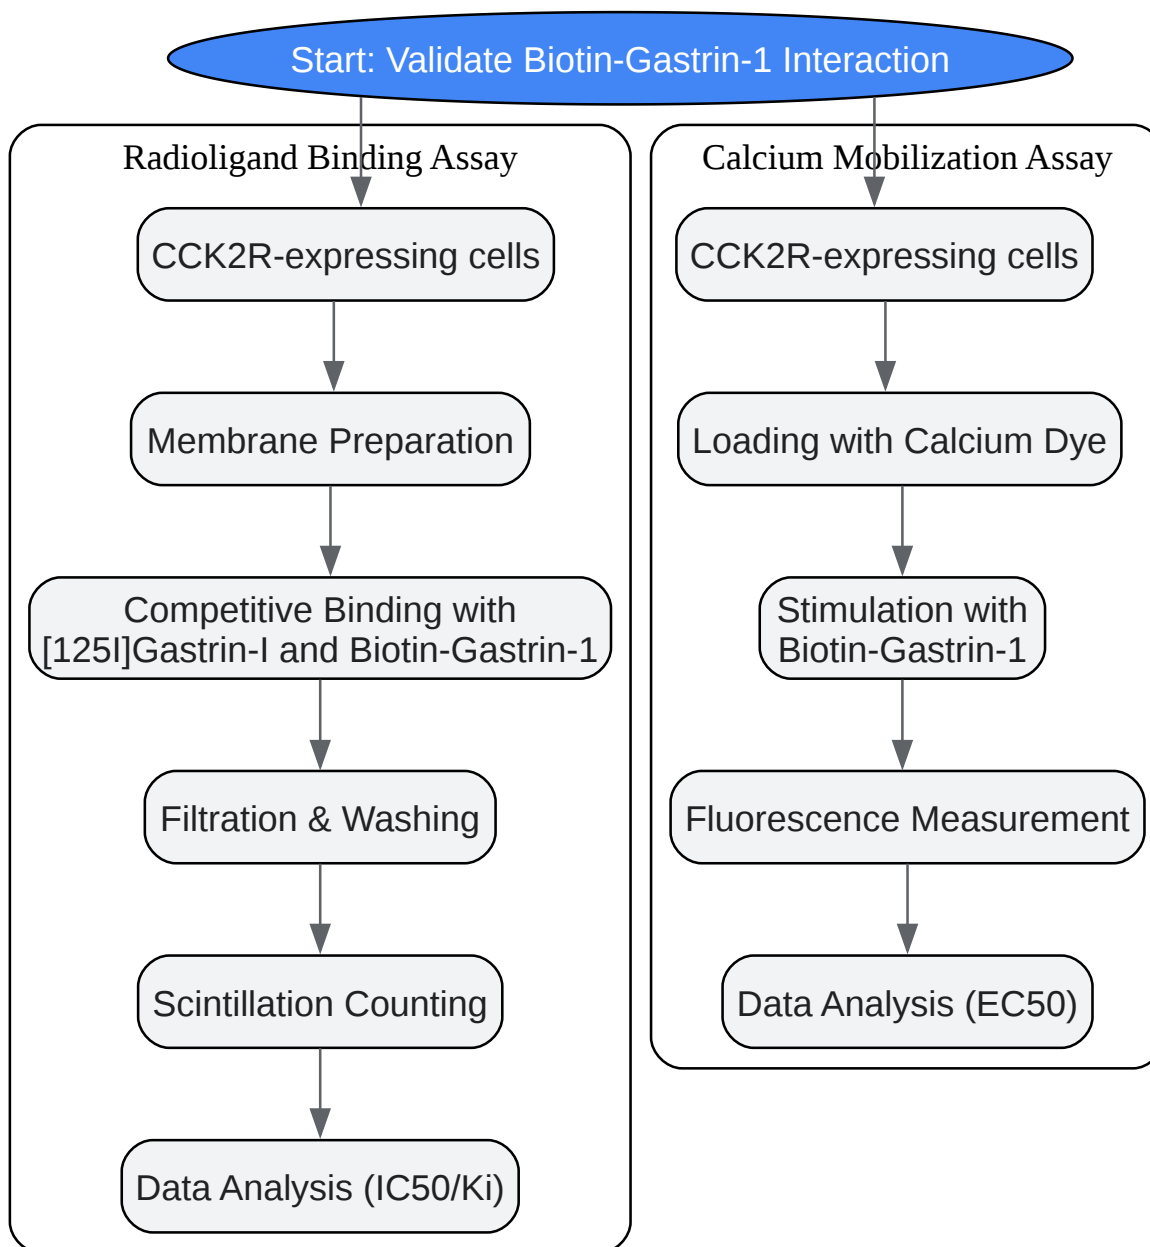 Start: Validate Biotin-Gastrin-1 Interaction
Radioligand Binding Assay
CCK2R-expressing cells
Membrane Preparation
Competitive Binding with
[125I]Gastrin-I and Biotin-Gastrin-1
Filtration & Washing
Scintillation Counting
Data Analysis (IC50/Ki)
Calcium Mobilization Assay
CCK2R-expressing cells
Loading with Calcium Dye
Stimulation with
Biotin-Gastrin-1
Fluorescence Measurement
Data Analysis (EC50)